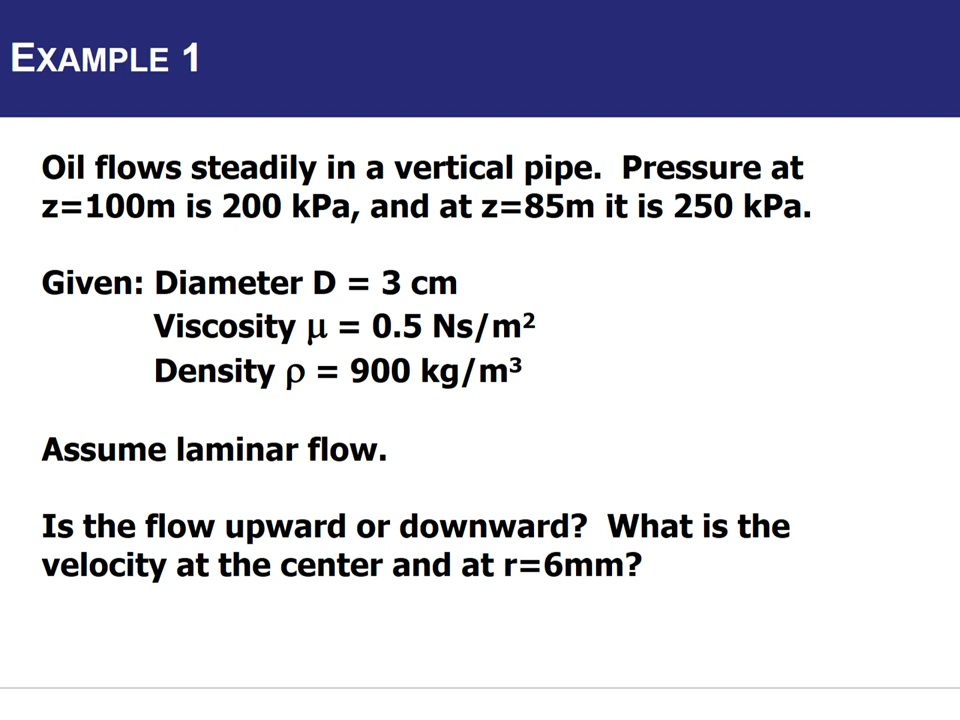 EXAMPLE 1
Oil flows steadily in a vertical pipe. Pressure at
z=100m is 200 kPa, and at z=85m it is 250 kPa.
Given: Diameter D = 3 cm
Viscosity μ = 0.5 Ns/m²
Density ρ = 900 kg/m³
Assume laminar flow.
Is the flow upward or downward? What is the
velocity at the center and at r=6mm?